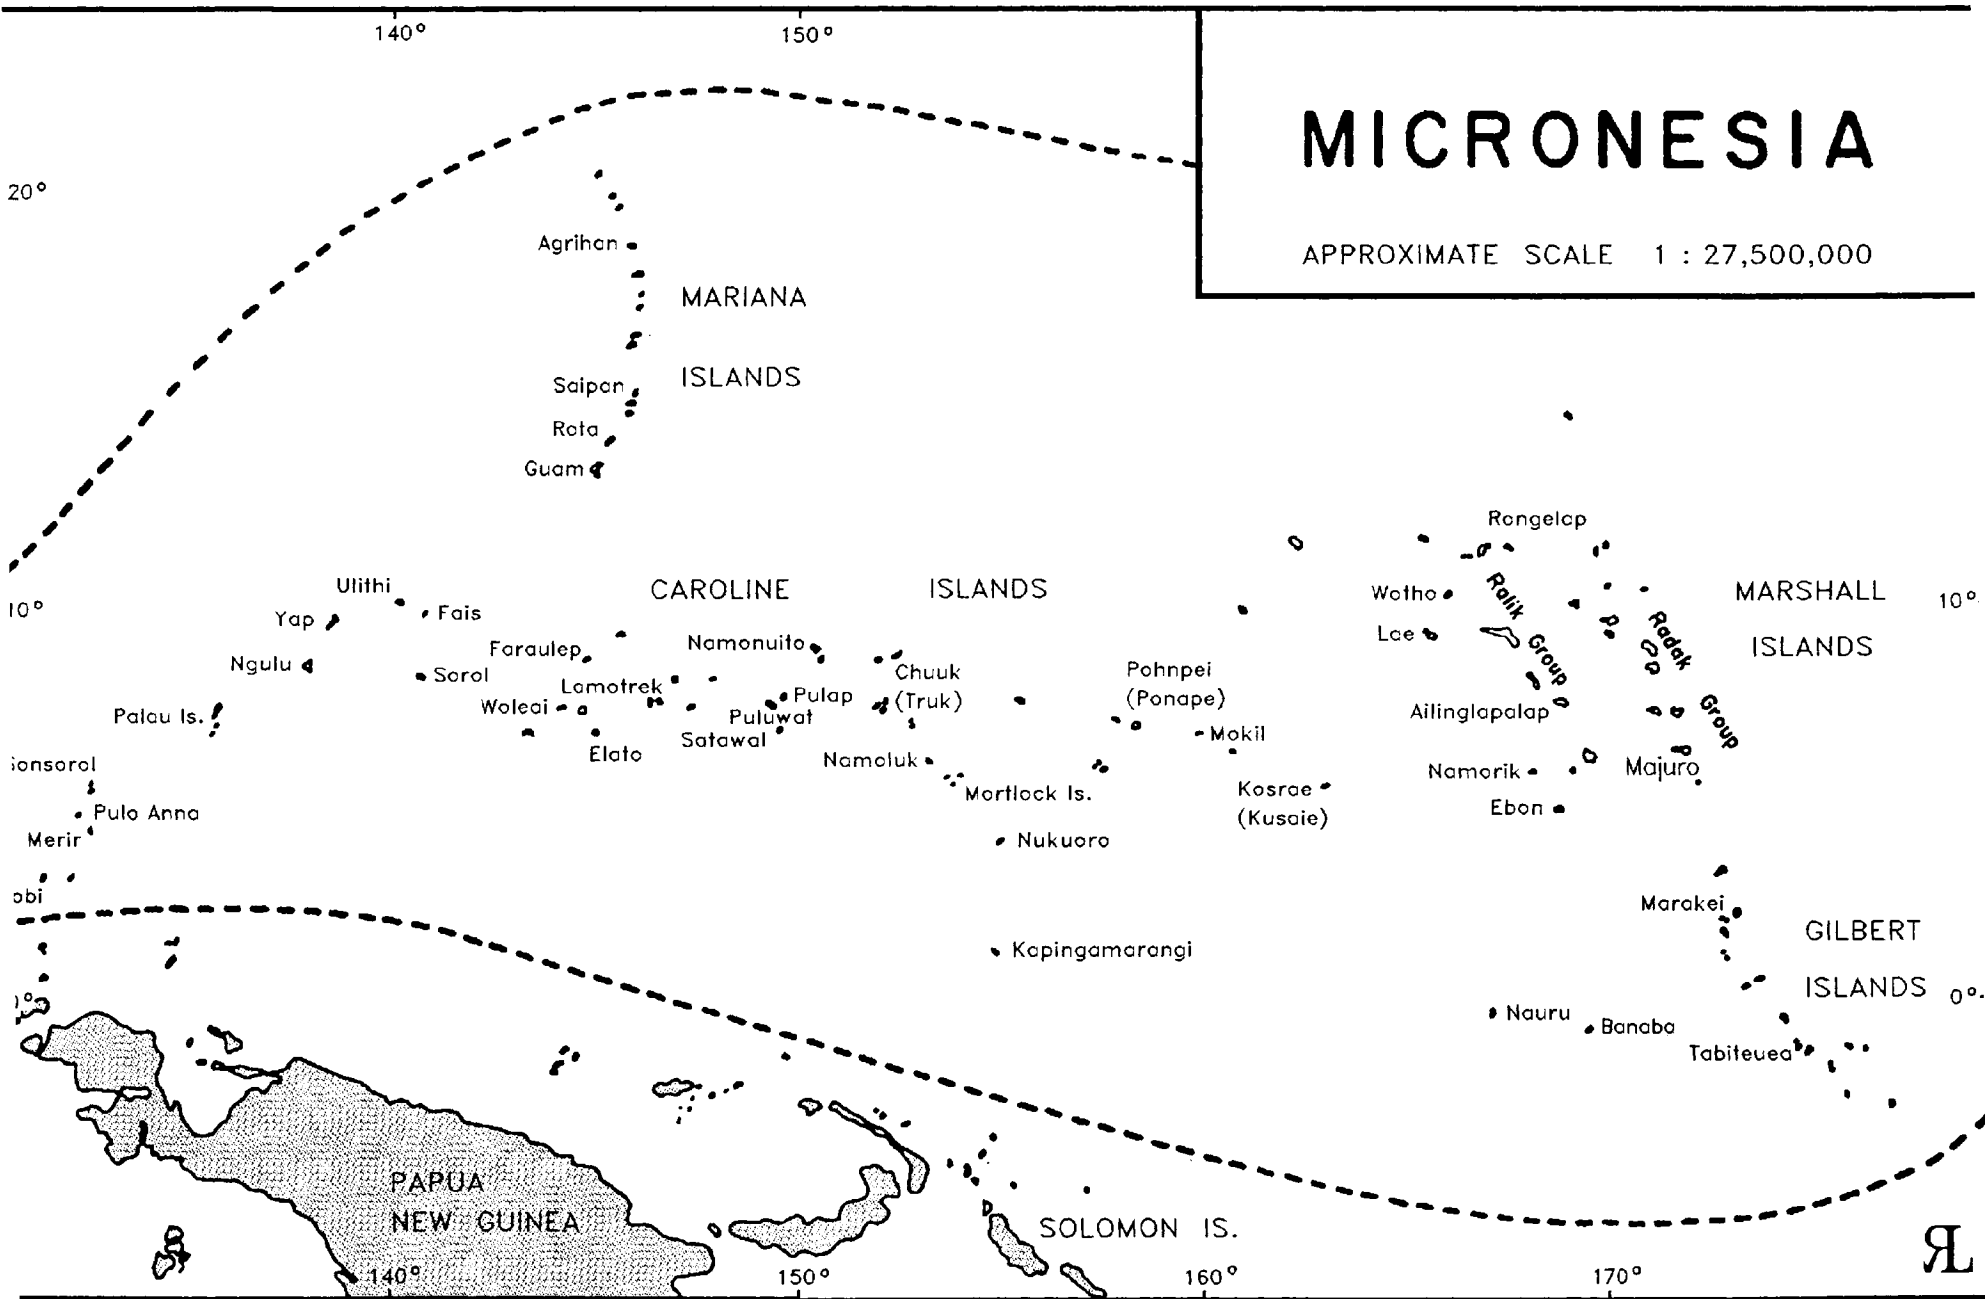 140°
150°
MICRONESIA
APPROXIMATE SCALE 1 : 27,500,000
20°
Agrihan
MARIANA
ISLANDS
Saipan
Rota
Guam
Rongelap
Ulithi
CAROLINE ISLANDS
Wotho
Ralik
Group
MARSHALL
ISLANDS
10°
10°
Yap
Fais
Lae
Radak
Group
Faraulep
Namonuito
Ngulu
Sorol
Chuuk
(Truk)
Pohnpei
(Ponape)
Lamotrek
Woleai
Pulap
Puluwat
Ailinglapalap
Palau Is.
Satawal
Mokil
Elato
Namoluk
Namorik
Majuro
Sonsorol
Mortlock Is.
Kosrae
(Kusaie)
Ebon
Pulo Anna
Merir
Nukuoro
obi
Marakei
GILBERT
ISLANDS
Kapingamarangi
0°
0°
Nauru
Banaba
Tabiteuea
PAPUA
NEW GUINEA
SOLOMON IS.
140°
150°
160°
170°
RL